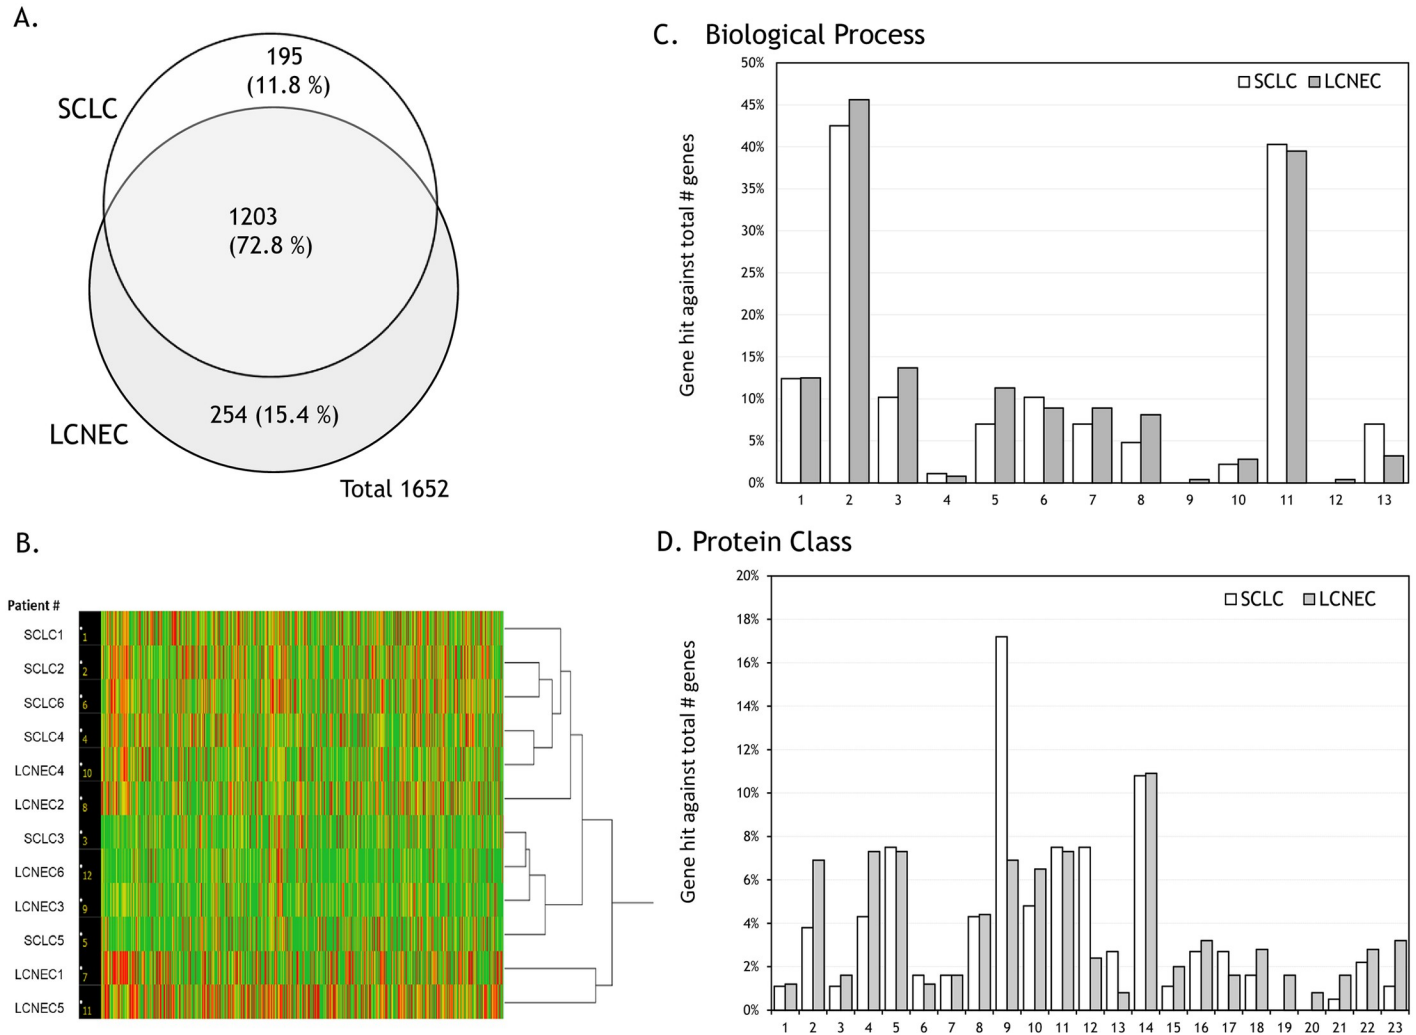 A.
195
(11.8 %)
SCLC
1203
(72.8 %)
254 (15.4 %)
LCNEC
Total 1652
B.
Patient #
SCLC1
1
SCLC2
2
SCLC6
6
SCLC4
4
LCNEC4
10
LCNEC2
8
SCLC3
3
LCNEC6
12
LCNEC3
9
SCLC5
5
LCNEC1
7
LCNEC5
11
C. Biological Process
SCLC LCNEC
Gene hit against total # genes
50%
45%
40%
35%
30%
25%
20%
15%
10%
5%
0%
1 2 3 4 5 6 7 8 9 10 11 12 13
D. Protein Class
SCLC LCNEC
Gene hit against total # genes
20%
18%
16%
14%
12%
10%
8%
6%
4%
2%
0%
1 2 3 4 5 6 7 8 9 10 11 12 13 14 15 16 17 18 19 20 21 22 23